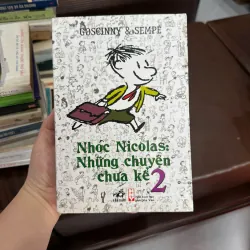 GOSCINNY & SEMPÉ
Nhóc Nicolas:
Những chuyện
chưa kể 2